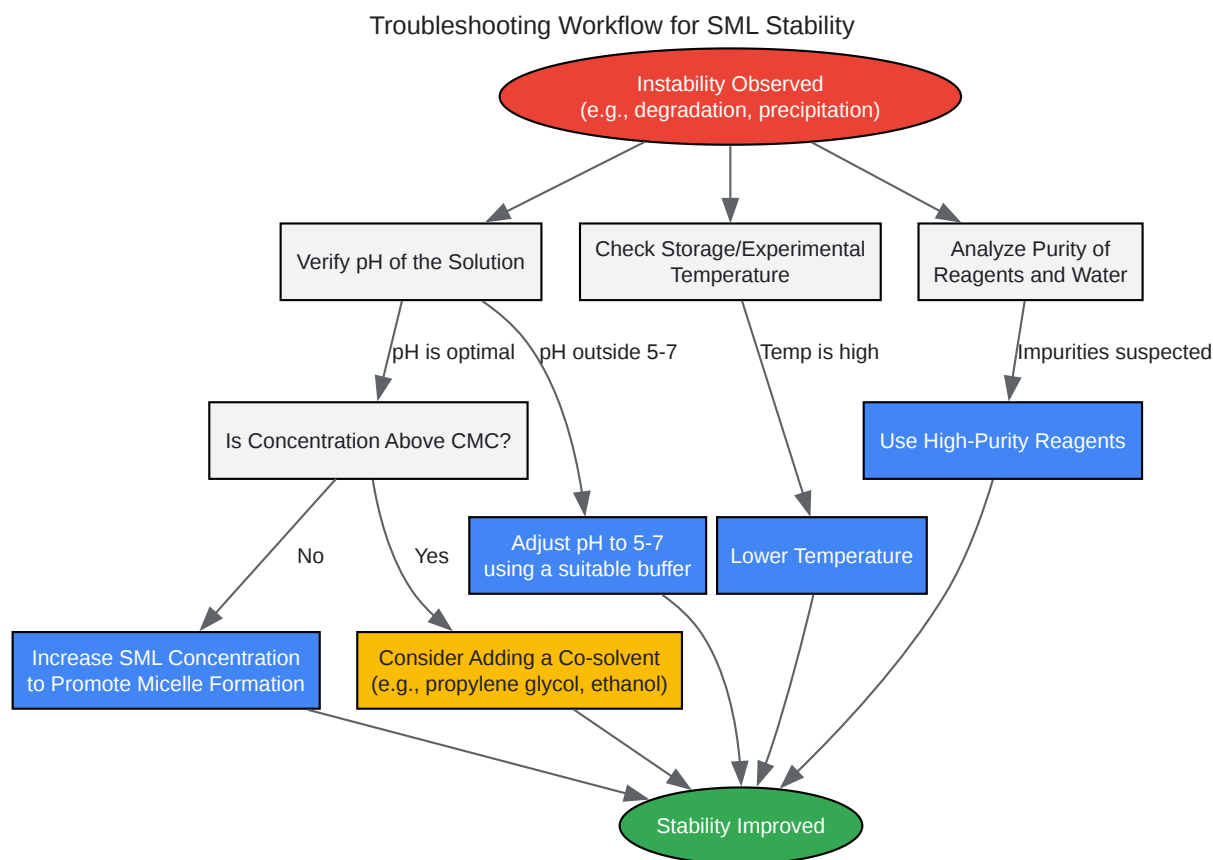 Troubleshooting Workflow for SML Stability
Instability Observed
(e.g., degradation, precipitation)
Verify pH of the Solution
Check Storage/Experimental
Temperature
Analyze Purity of
Reagents and Water
pH is optimal
pH outside 5-7
Temp is high
Impurities suspected
Is Concentration Above CMC?
Use High-Purity Reagents
No
Yes
Adjust pH to 5-7
using a suitable buffer
Lower Temperature
Increase SML Concentration
to Promote Micelle Formation
Consider Adding a Co-solvent
(e.g., propylene glycol, ethanol)
Stability Improved